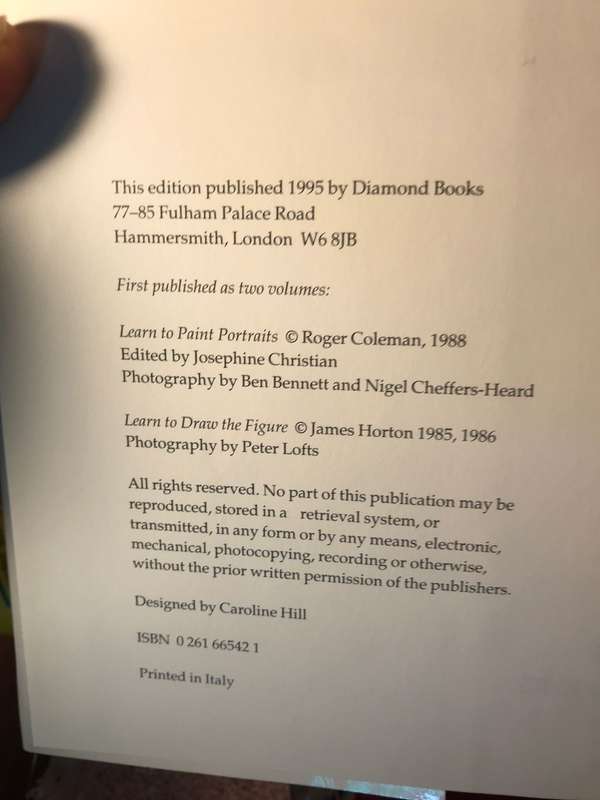 This edition published 1995 by Diamond Books
77–85 Fulham Palace Road
Hammersmith, London W6 8JB
First published as two volumes:
Learn to Paint Portraits © Roger Coleman, 1988
Edited by Josephine Christian
Photography by Ben Bennett and Nigel Cheffers-Heard
Learn to Draw the Figure © James Horton 1985, 1986
Photography by Peter Lofts
All rights reserved. No part of this publication may be
reproduced, stored in a retrieval system, or
transmitted, in any form or by any means, electronic,
mechanical, photocopying, recording or otherwise,
without the prior written permission of the publishers.
Designed by Caroline Hill
ISBN 0 261 66542 1
Printed in Italy